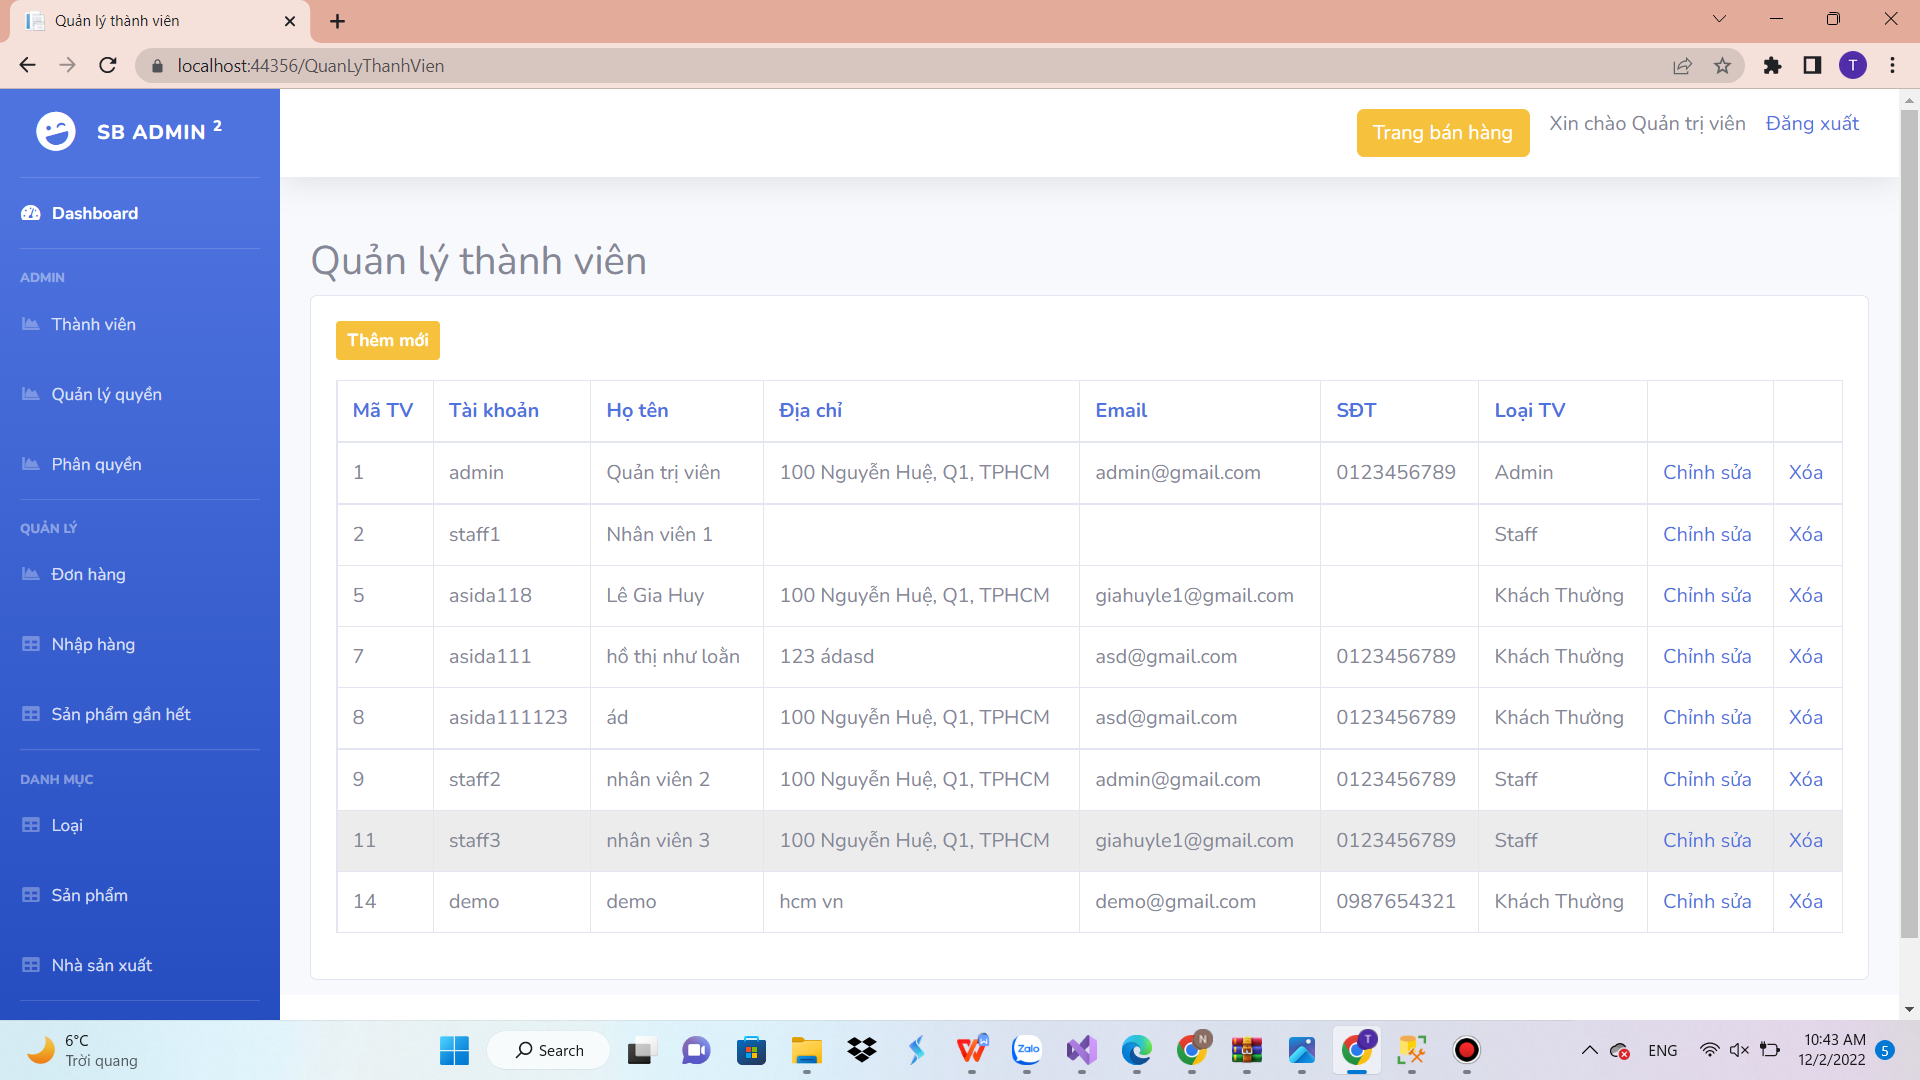 Quản lý thành viên
localhost:44356/QuanLyThanhVien
T
SB ADMIN 2
Trang bán hàng
Xin chào Quản trị viên
Đăng xuất
Dashboard
ADMIN
Thành viên
Quản lý quyền
Phân quyền
QUẢN LÝ
Đơn hàng
Nhập hàng
Sản phẩm gần hết
DANH MỤC
Loại
Sản phẩm
Nhà sản xuất
Quản lý thành viên
Thêm mới
Mã TV Tài khoản Họ tên Địa chỉ Email SĐT Loại TV
1 admin Quản trị viên 100 Nguyễn Huệ, Q1, TPHCM admin@gmail.com 0123456789 Admin Chỉnh sửa Xóa
2 staff1 Nhân viên 1 Staff Chỉnh sửa Xóa
5 asida118 Lê Gia Huy 100 Nguyễn Huệ, Q1, TPHCM giahuyle1@gmail.com Khách Thường Chỉnh sửa Xóa
7 asida111 hồ thị như loằn 123 ádasd asd@gmail.com 0123456789 Khách Thường Chỉnh sửa Xóa
8 asida111123 ád 100 Nguyễn Huệ, Q1, TPHCM asd@gmail.com 0123456789 Khách Thường Chỉnh sửa Xóa
9 staff2 nhân viên 2 100 Nguyễn Huệ, Q1, TPHCM admin@gmail.com 0123456789 Staff Chỉnh sửa Xóa
11 staff3 nhân viên 3 100 Nguyễn Huệ, Q1, TPHCM giahuyle1@gmail.com 0123456789 Staff Chỉnh sửa Xóa
14 demo demo hcm vn demo@gmail.com 0987654321 Khách Thường Chỉnh sửa Xóa
6°C
Trời quang
Search
Zalo
N
T
ENG
10:43 AM
12/2/2022
5